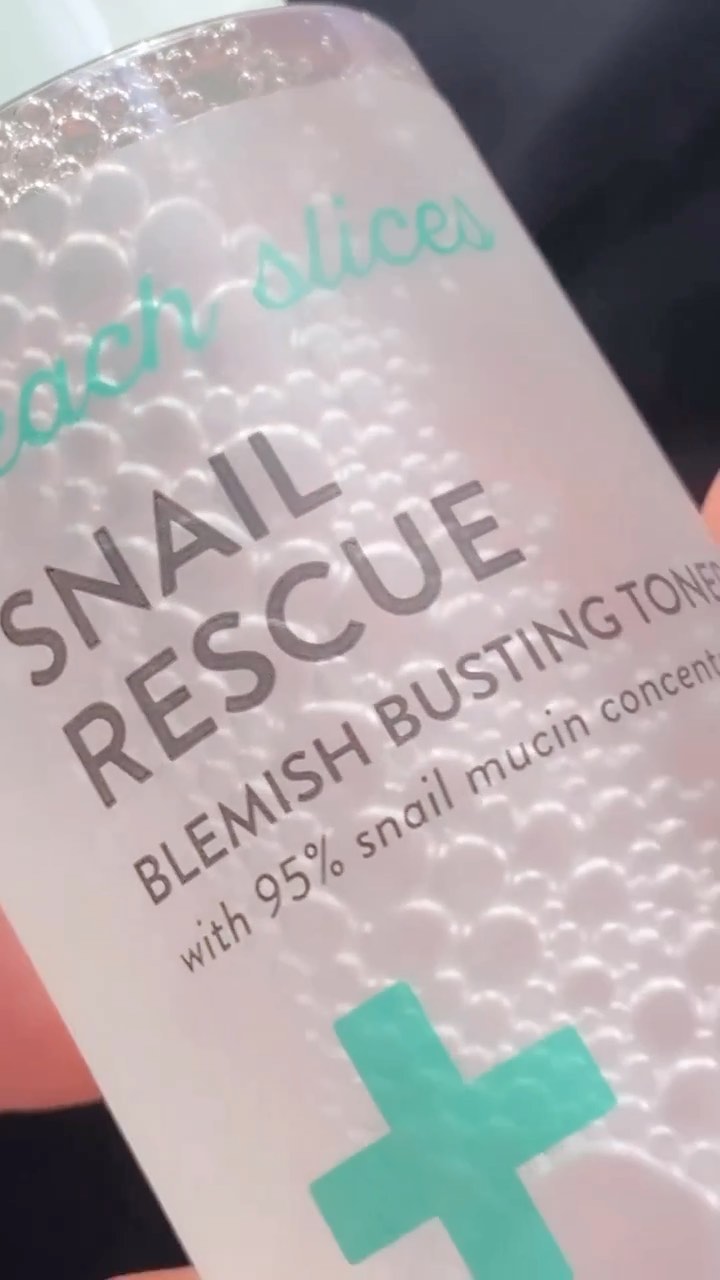 each slices
SNAIL
RESCUE
BLEMISH BUSTING TONE
with 95% snail mucin concent